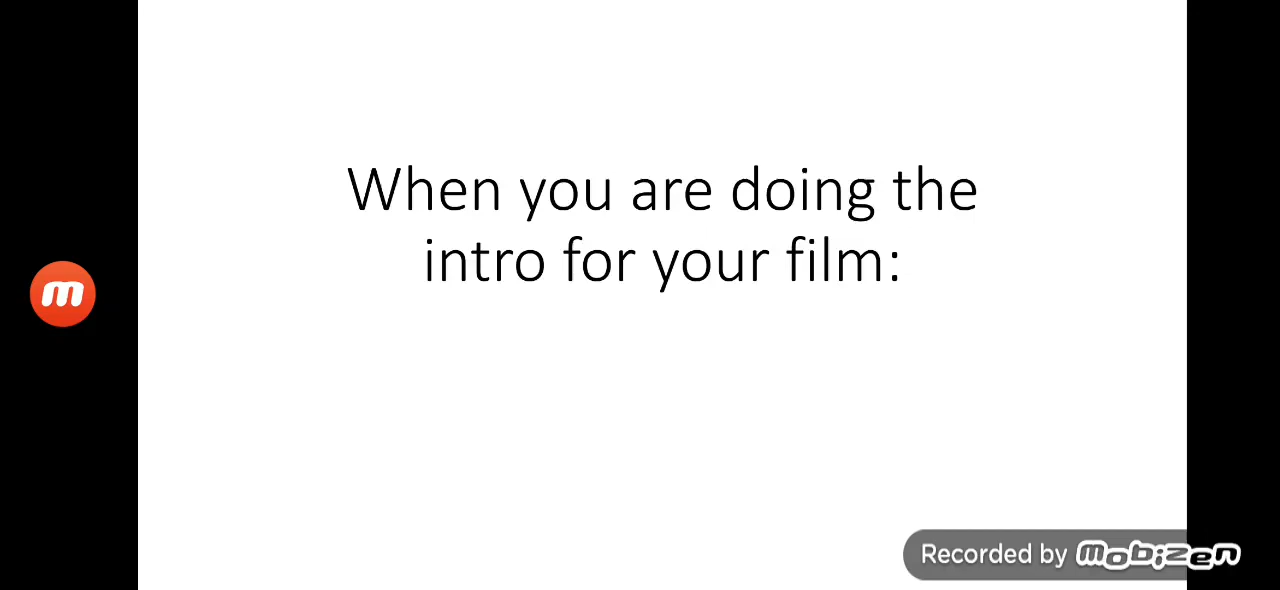 When you are doing the
intro for your film:
m
Recorded by mobizen